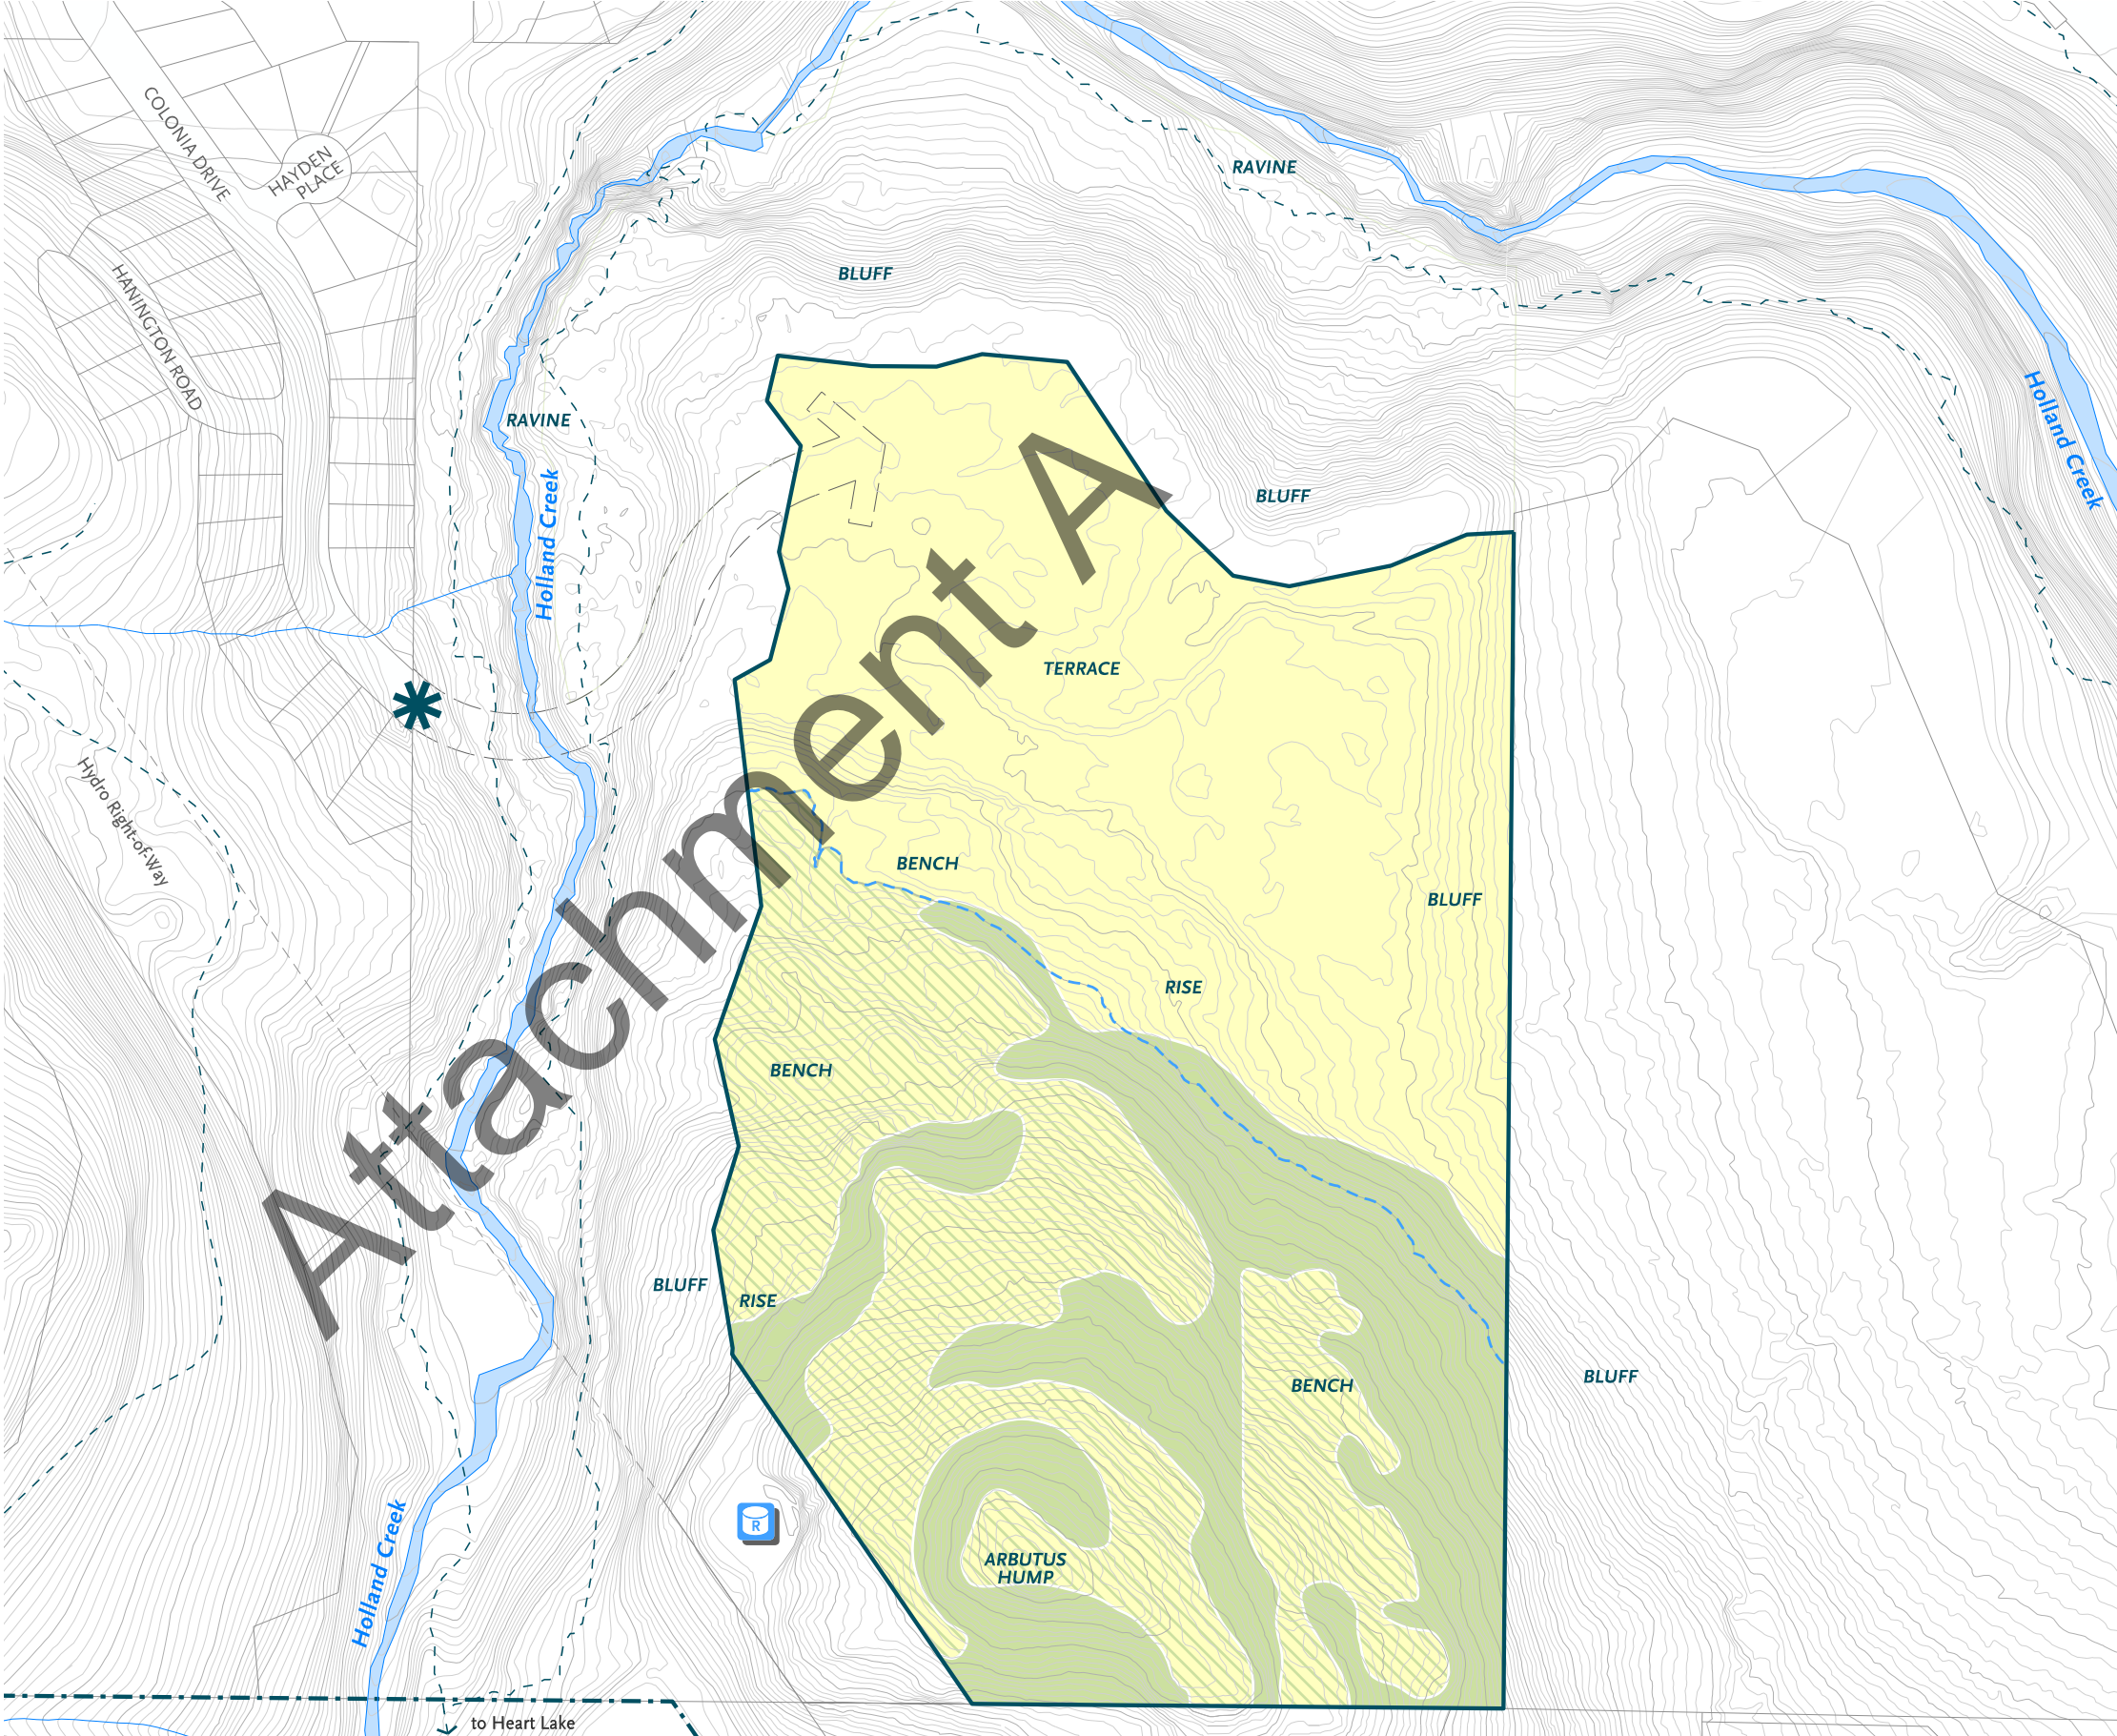 COLONIA DRIVE
HAYDEN
PLACE
RAVINE
BLUFF
HANINGTON ROAD
Holland Creek
RAVINE
BLUFF
Holland Creek
TERRACE
Hydro Right-of-Way
BENCH
BLUFF
RISE
BENCH
Attachment A
BLUFF
RISE
BLUFF
BENCH
R
ARBUTUS
HUMP
Holland Creek
to Heart Lake